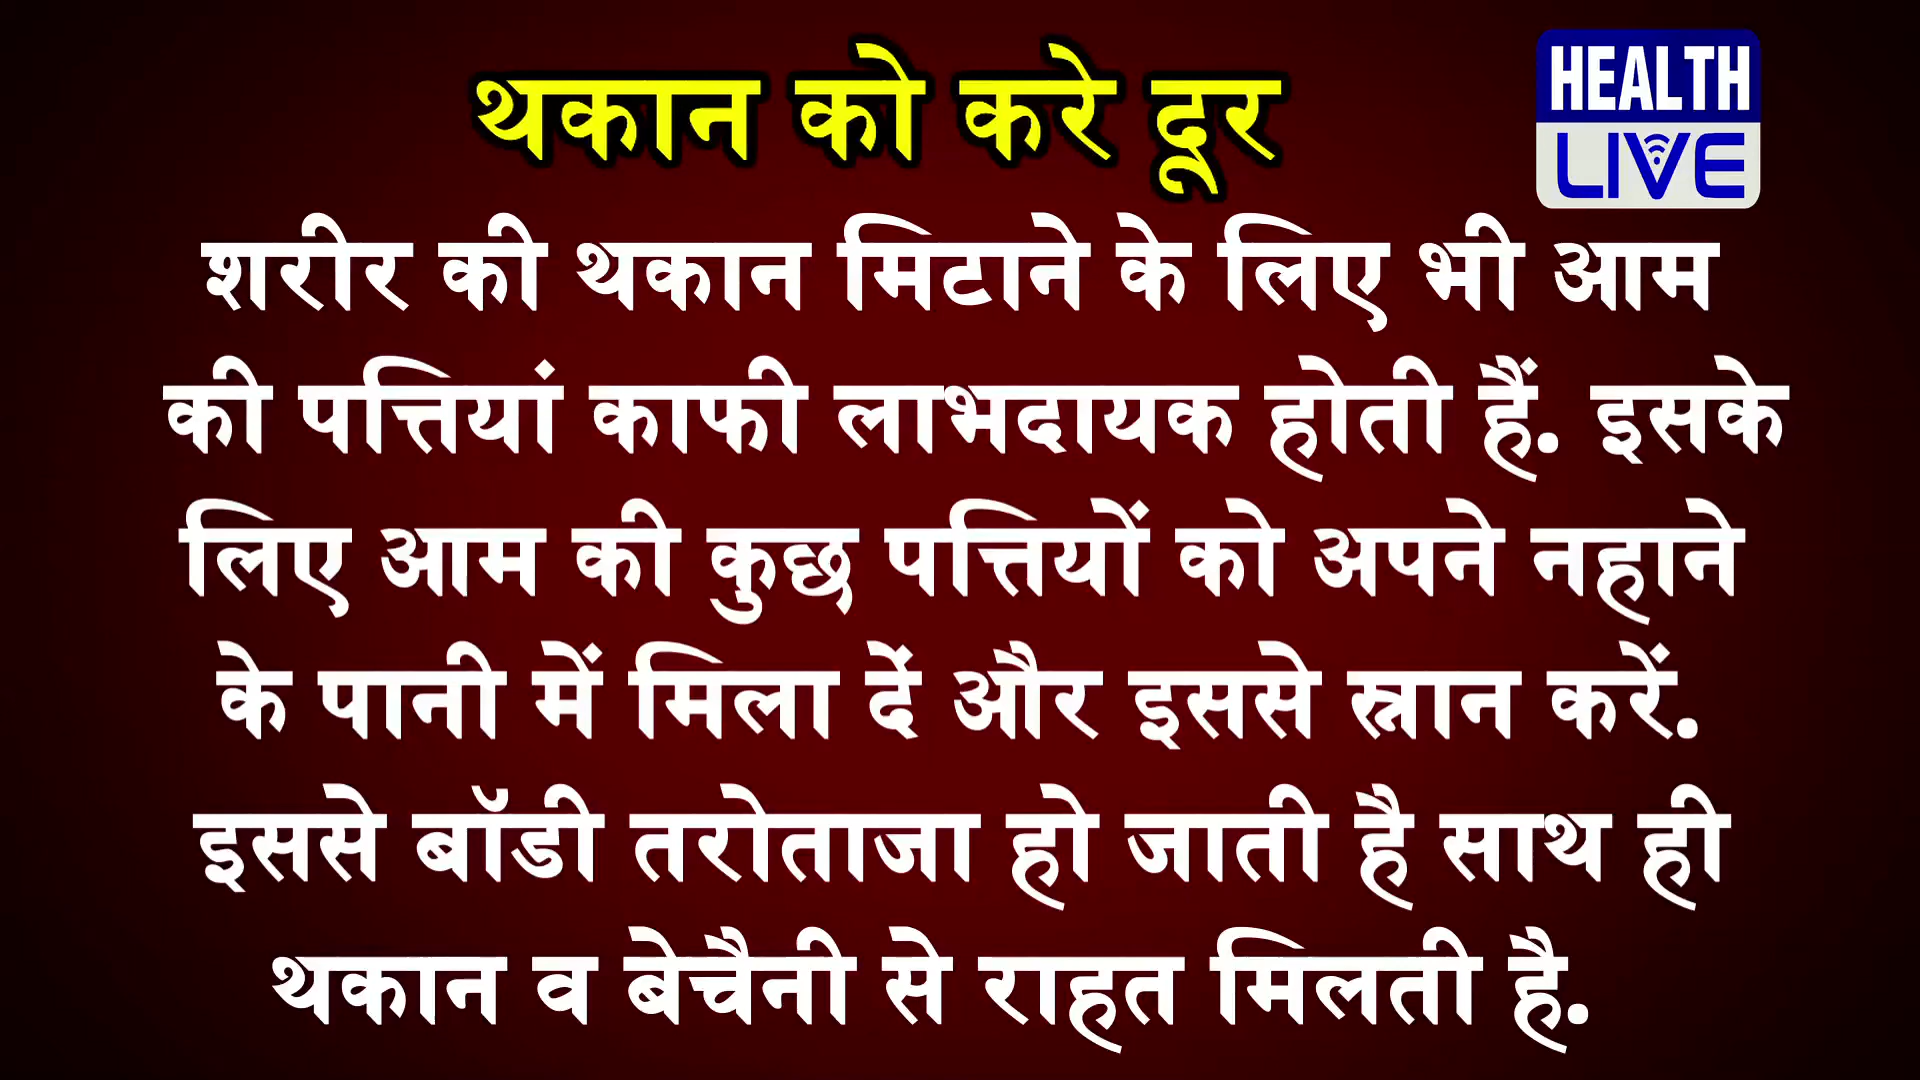 थकान को करे दूर
HEALTH
LIVE
शरीर की थकान मिटाने के लिए भी आम
की पत्तियां काफी लाभदायक होती हैं. इसके
लिए आम की कुछ पत्तियों को अपने नहाने
के पानी में मिला दें और इससे स्नान करें.
इससे बॉडी तरोताजा हो जाती है साथ ही
थकान व बेचैनी से राहत मिलती है.